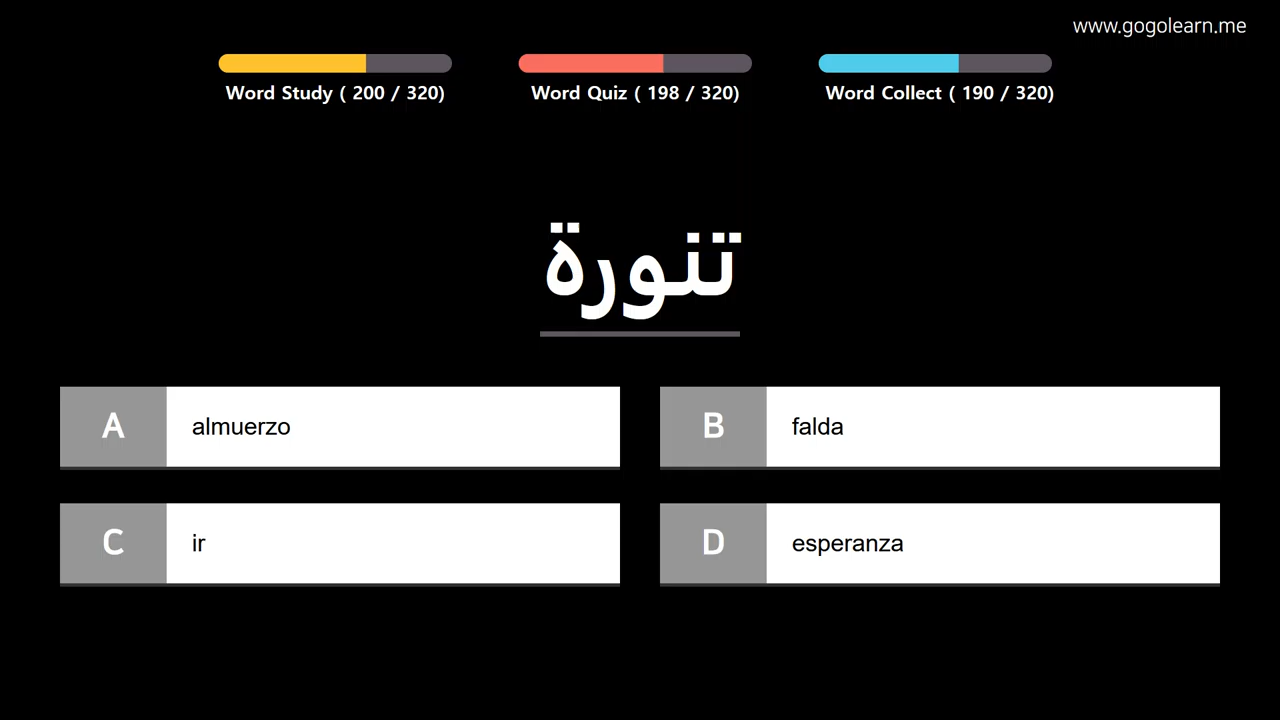 www.gogolearn.me
Word Study ( 200 / 320)
Word Quiz ( 198 / 320)
Word Collect ( 190 / 320)
تنورة
A almuerzo
B falda
C ir
D esperanza